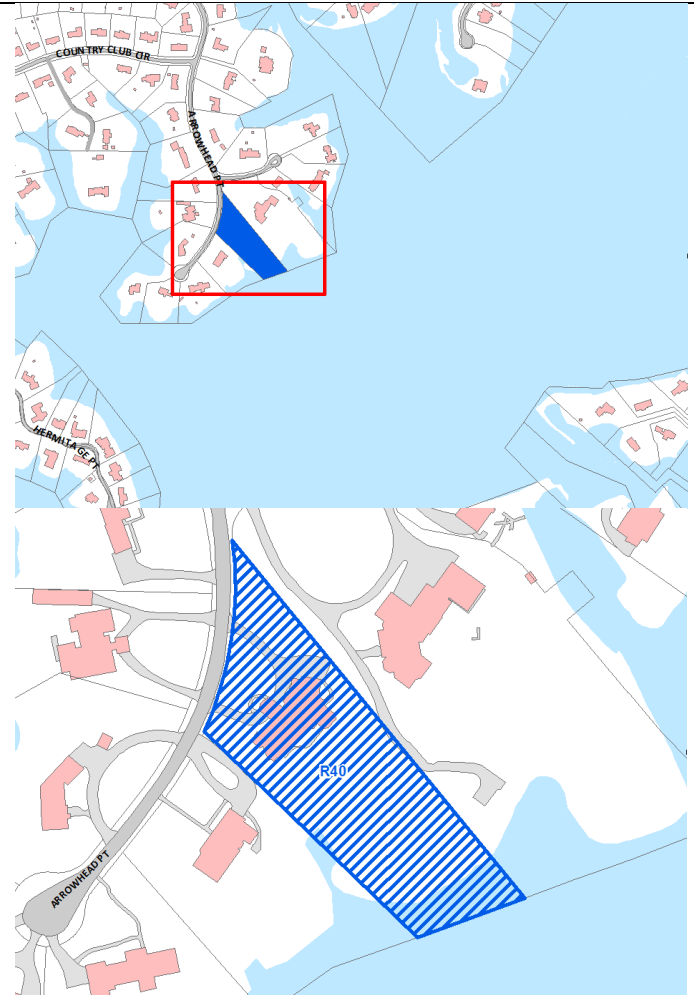 COUNTRY CLUB CIR
ARROWHEAD PT
HERMITAGE PT
R40
ARROWHEAD PT